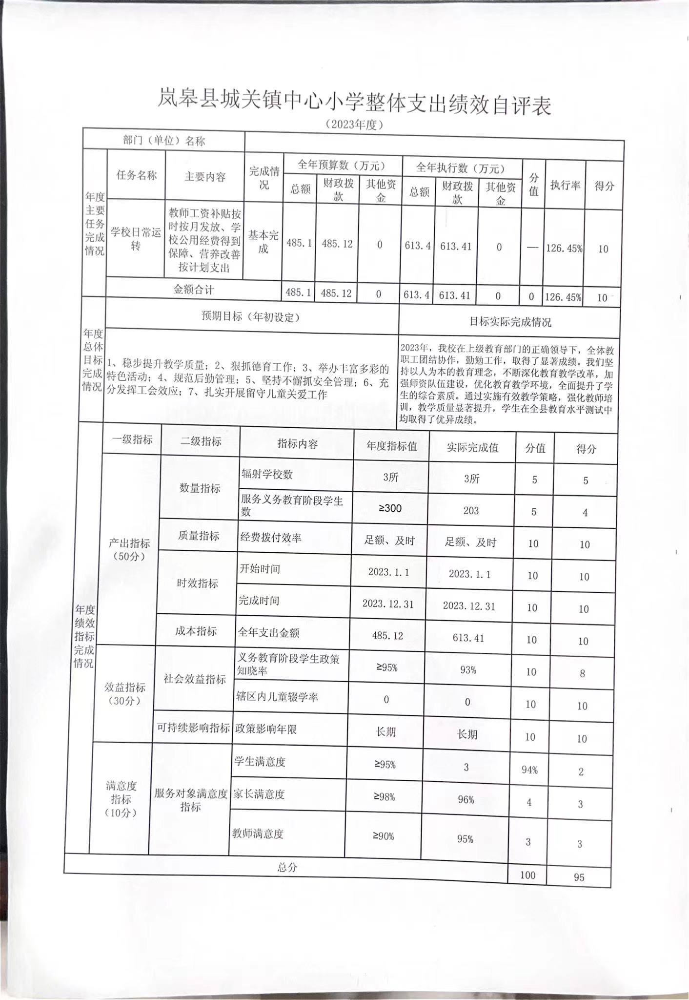 岚皋县城关镇中心小学整体支出绩效自评表
（2023年度）
部门（单位）名称
年度
主要
任务
完成
情况
任务名称
主要内容
完成情
况
全年预算数（万元）
全年执行数（万元）
分
值
执行率
得分
总额
财政拨
款
其他资
金
总额
财政拨
款
其他资
金
学校日常运
转
教师工资补贴按
时按月发放、学
校公用经费得到
保障、营养改善
按计划支出
基本完
成
485.1
485.12
0
613.4
613.41
0
—
126.45%
10
金额合计
485.1
485.12
0
613.4
613.41
0
0
126.45%
10
年度
总体
目标
完成
情况
预期目标（年初设定）
目标实际完成情况
1、稳步提升教学质量；2、狠抓德育工作；3、举办丰富多彩的
特色活动；4、规范后勤管理；5、坚持不懈抓安全管理；6、充
分发挥工会效应；7、扎实开展留守儿童关爱工作
2023年，我校在上级教育部门的正确领导下，全体教
职工团结协作，勤勉工作，取得了显著成绩。我们坚
持以人为本的教育理念，不断深化教育教学改革，加
强师资队伍建设，优化教育教学环境，全面提升了学
生的综合素质。通过实施有效教学策略，强化教师培
训，教学质量显著提升，学生在全县教育水平测试中
均取得了优异成绩。
年度
绩效
指标
完成
情况
一级指标
二级指标
指标内容
年度指标值
实际完成值
分值
得分
产出指标
（50分）
数量指标
辐射学校数
3所
3所
5
5
服务义务教育阶段学生
数
≥300
203
5
4
质量指标
经费拨付效率
足额、及时
足额、及时
10
10
时效指标
开始时间
2023.1.1
2023.1.1
10
10
完成时间
2023.12.31
2023.12.31
10
10
成本指标
全年支出金额
485.12
613.41
10
10
效益指标
（30分）
社会效益指标
义务教育阶段学生政策
知晓率
≥95%
93%
10
8
辖区内儿童辍学率
0
0
10
10
可持续影响指标
政策影响年限
长期
长期
10
10
满意度
指标
（10分）
服务对象满意度
指标
学生满意度
≥95%
3
94%
2
家长满意度
≥98%
96%
4
3
教师满意度
≥90%
95%
3
3
总分
100
95